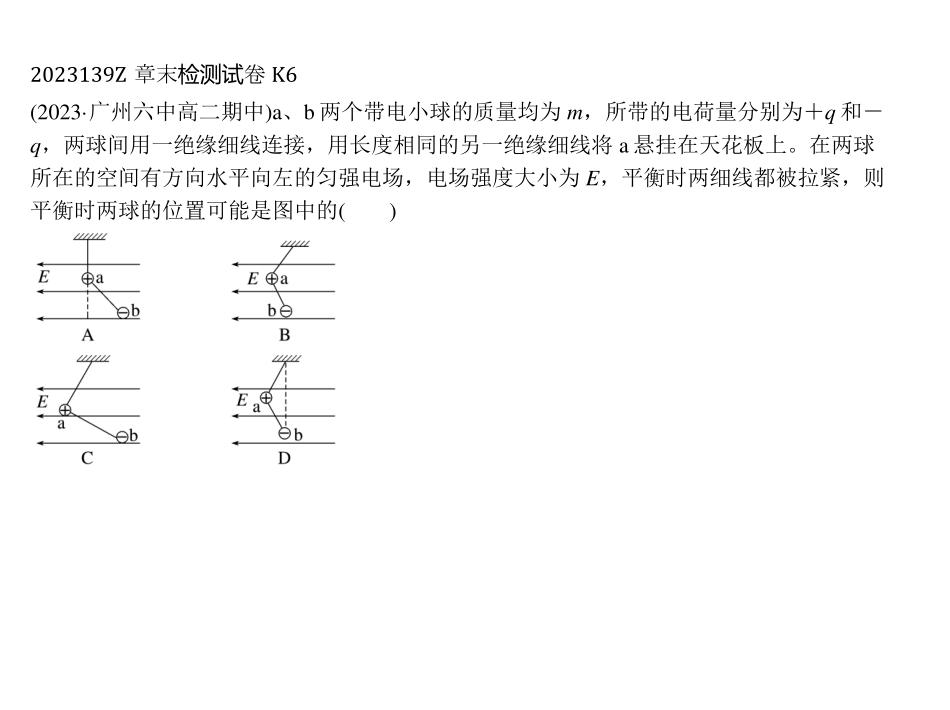 2023139Z 章末检测试卷 K6
(2023·广州六中高二期中)a、b 两个带电小球的质量均为 m，所带的电荷量分别为＋q 和－
q，两球间用一绝缘细线连接，用长度相同的另一绝缘细线将 a 悬挂在天花板上。在两球
所在的空间有方向水平向左的匀强电场，电场强度大小为 E，平衡时两细线都被拉紧，则
平衡时两球的位置可能是图中的(　　)
E a b
A
E a b
B
E a b
C
E a b
D